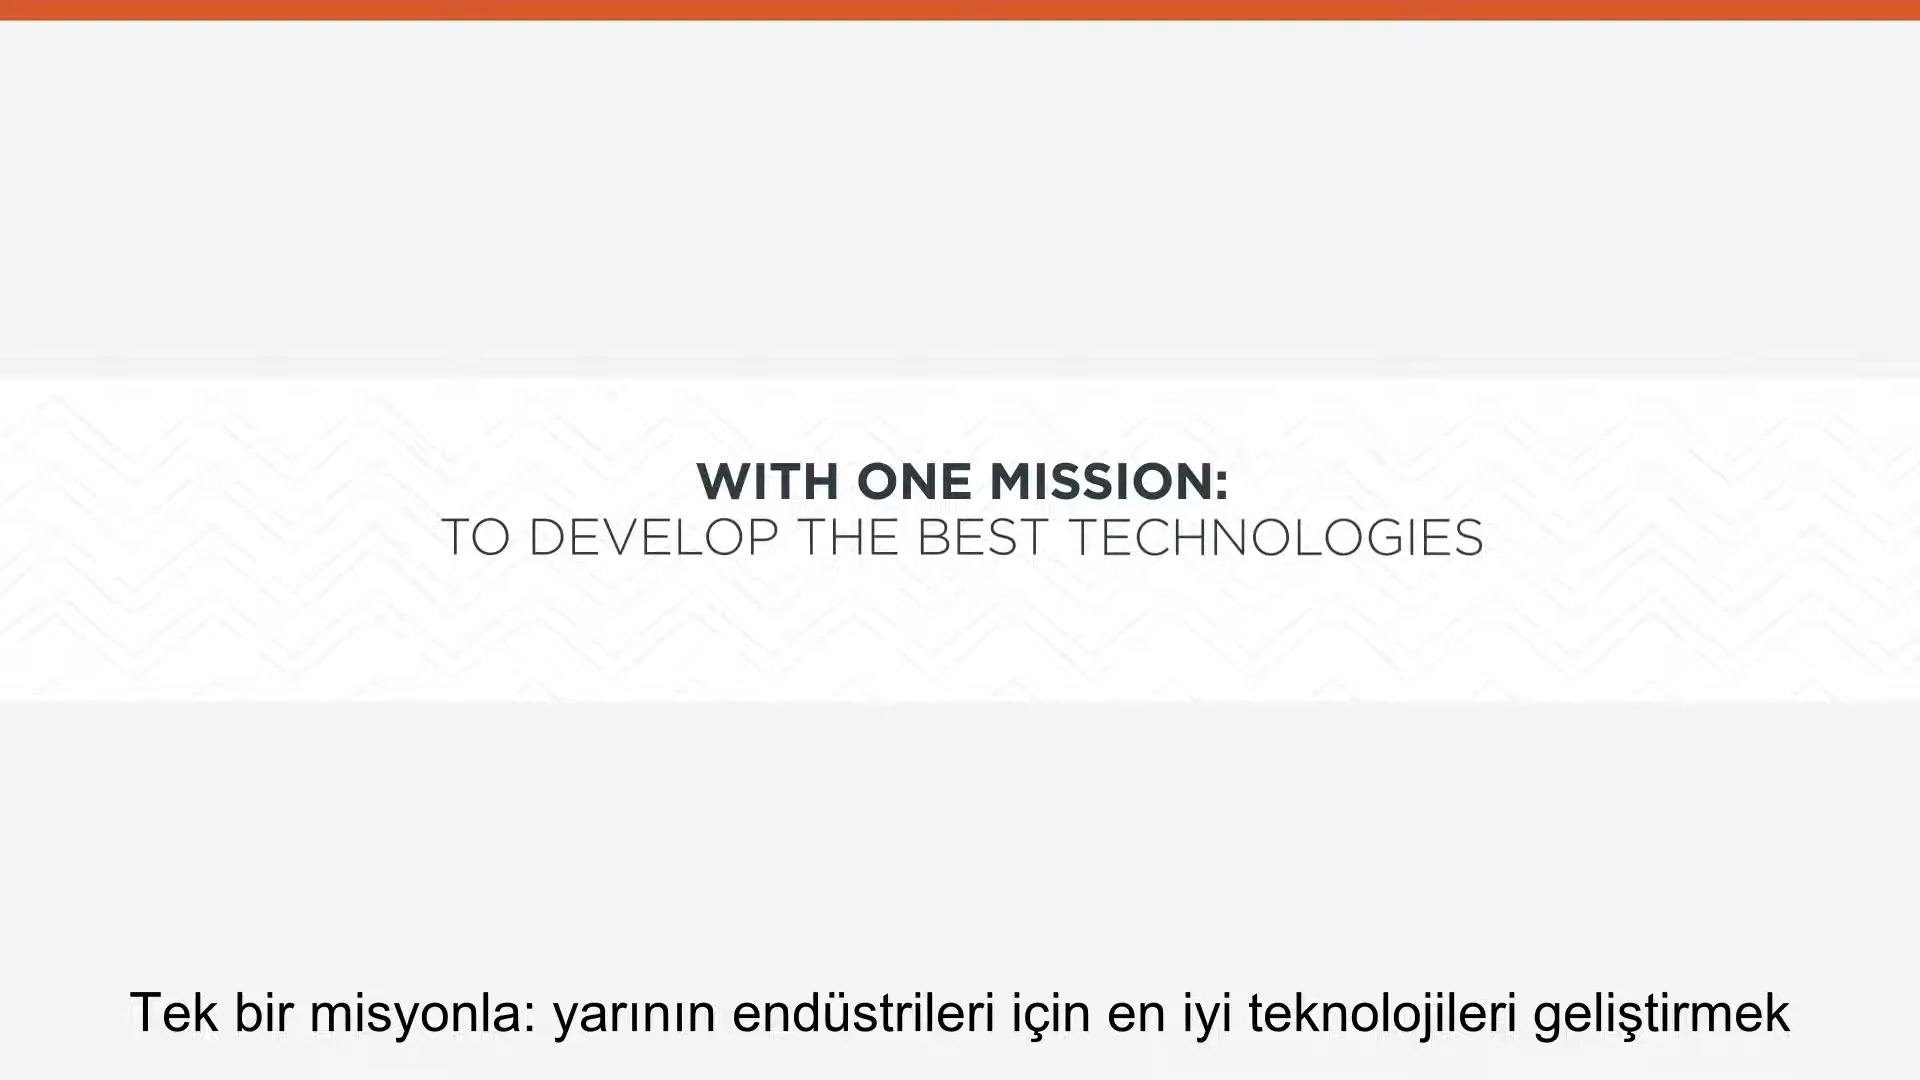 WITH ONE MISSION:
TO DEVELOP THE BEST TECHNOLOGIES
Tek bir misyonla: yarının endüstrileri için en iyi teknolojileri geliştirmek